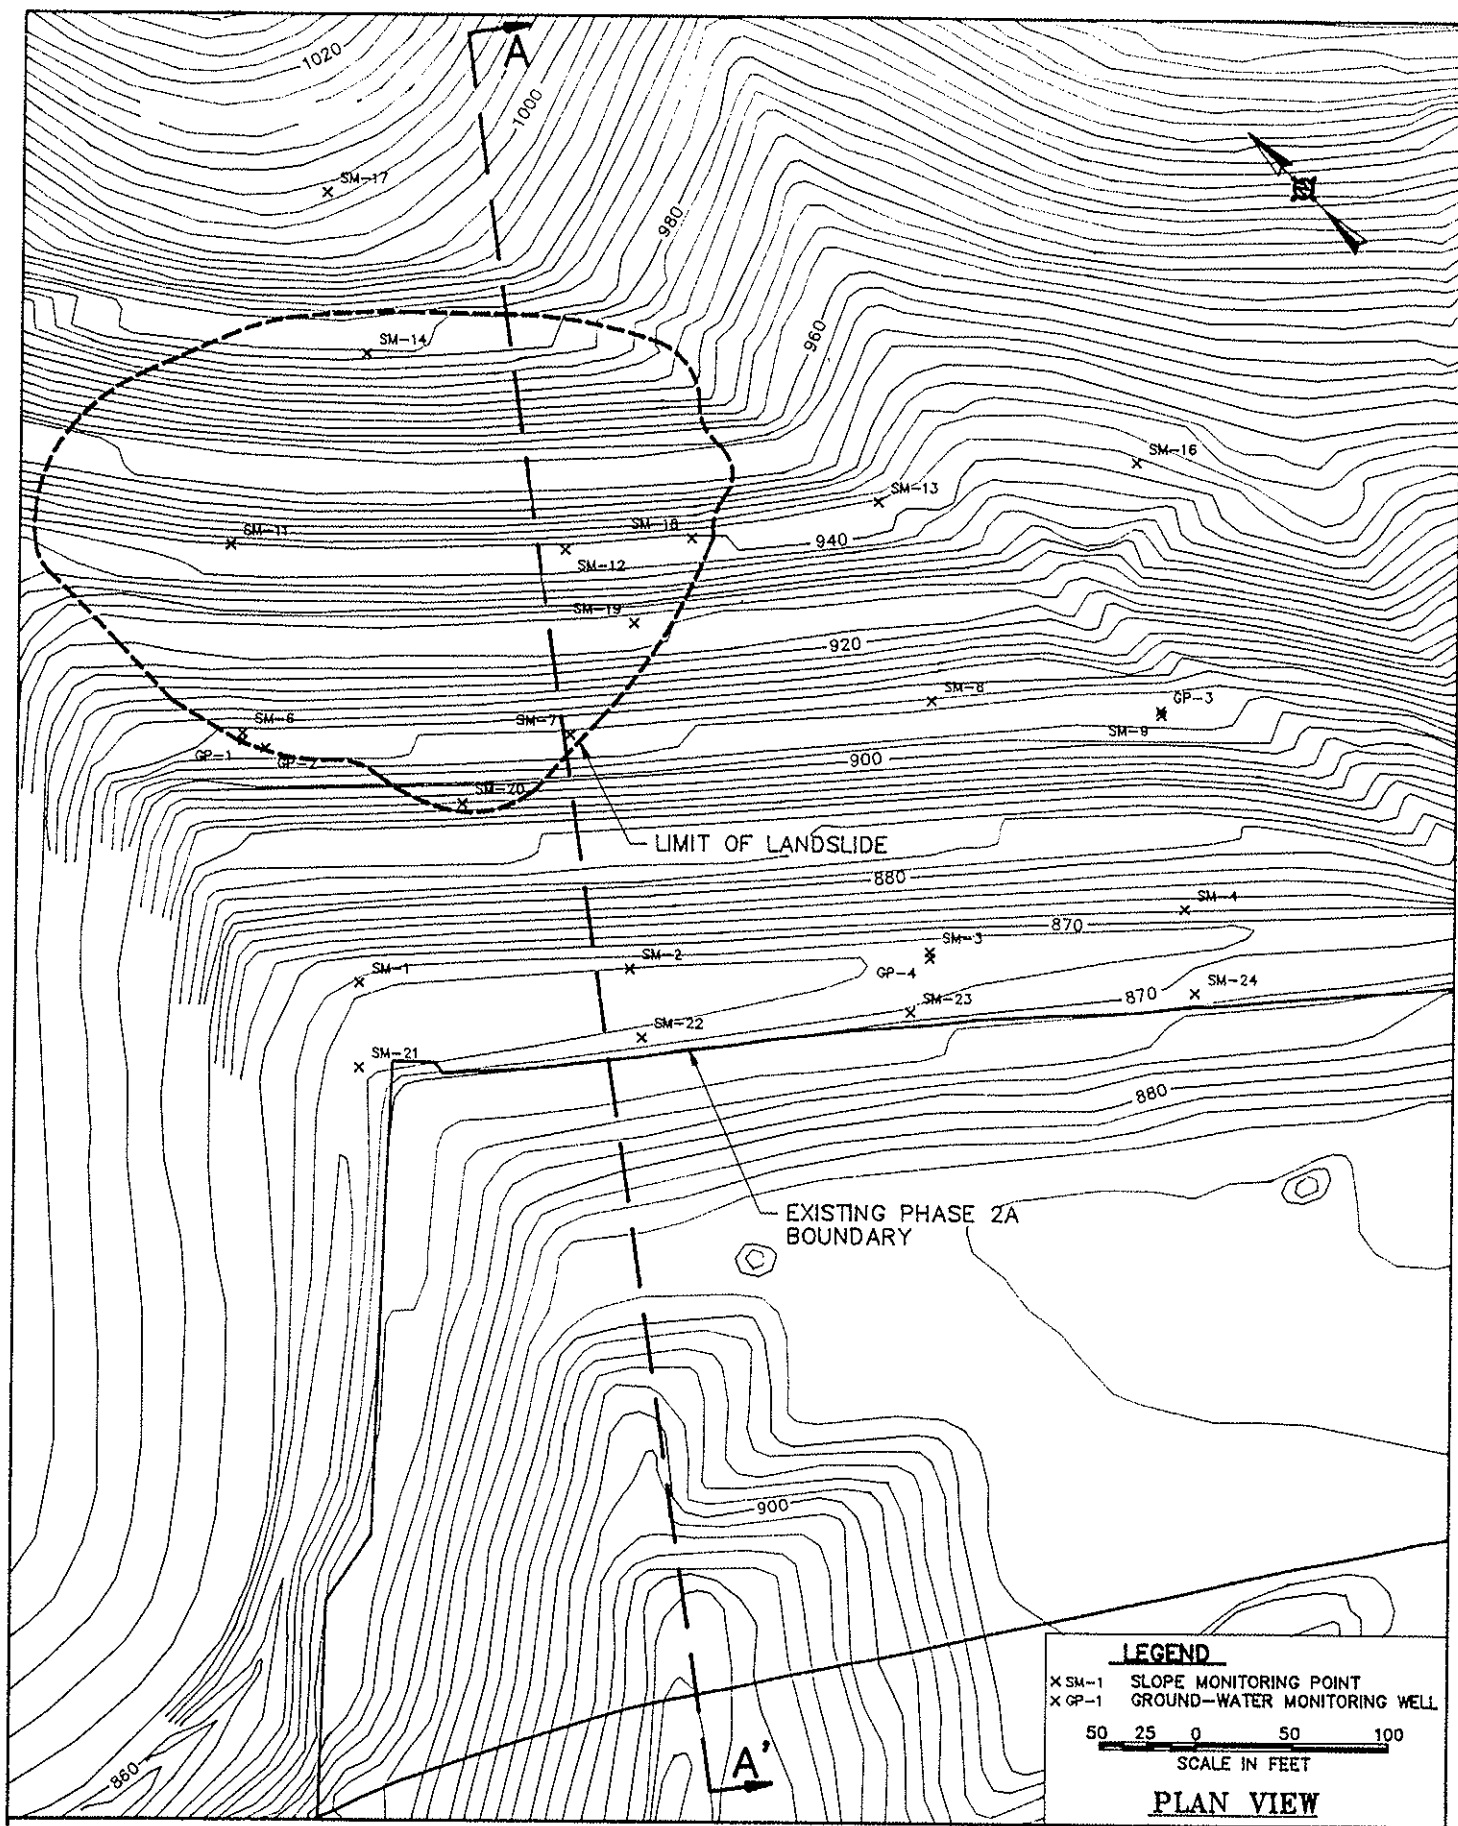 A
1020
1000
SM-17
980
SM-14
960
SM-16
SM-13
SM-11
SM-18
940
SM-12
SM-19
920
SM-8
GP-3
SM-9
SM-6
SM-7
GP-1
GP-2
900
SM-20
LIMIT OF LANDSLIDE
880
SM-4
870
SM-3
SM-2
GP-4
SM-1
SM-24
870
SM-23
SM-22
SM-21
880
EXISTING PHASE 2A
BOUNDARY
900
860
A'
LEGEND
SM-1 SLOPE MONITORING POINT
GP-1 GROUND-WATER MONITORING WELL
50 25 0 50 100
SCALE IN FEET
PLAN VIEW